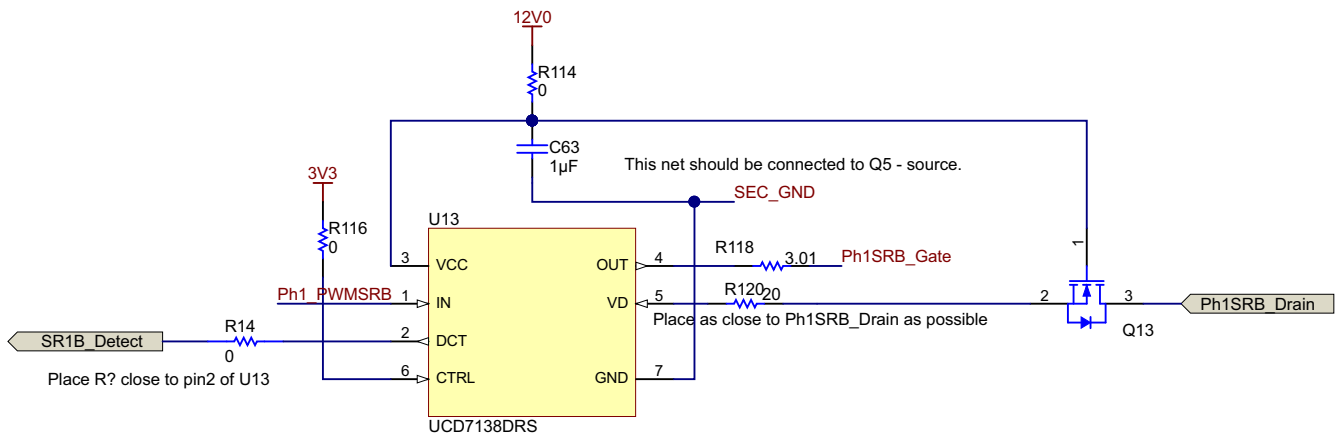 12V0
R114
0
C63
1µF
This net should be connected to Q5 - source.
3V3
SEC_GND
R116
0
U13
1
3 VCC
OUT 4
R118
3.01
Ph1SRB_Gate
Ph1_PWMSRB
1 IN
VD 5
R120
20
2
3
Ph1SRB_Drain
Place as close to Ph1SRB_Drain as possible
Q13
R14
0
SR1B_Detect
2 DCT
Place R? close to pin2 of U13
6 CTRL
GND 7
UCD7138DRS